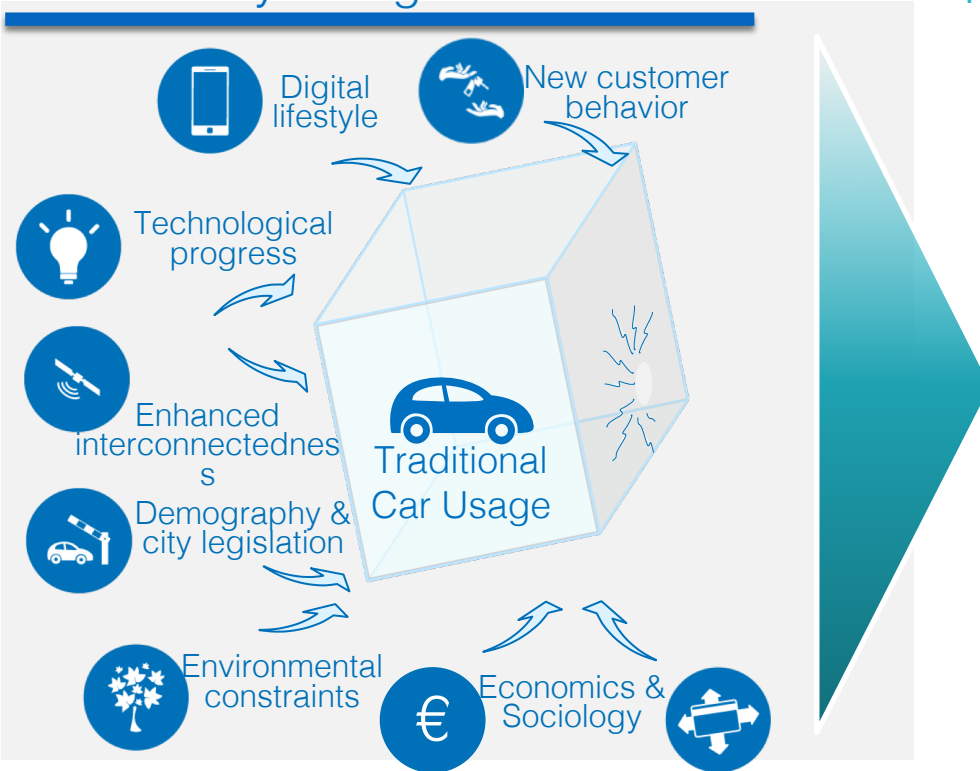 Digital
lifestyle
New customer
behavior
Technological
progress
Enhanced
interconnectednes
s
Demography &
city legislation
Traditional
Car Usage
Environmental
constraints
€
Economics &
Sociology